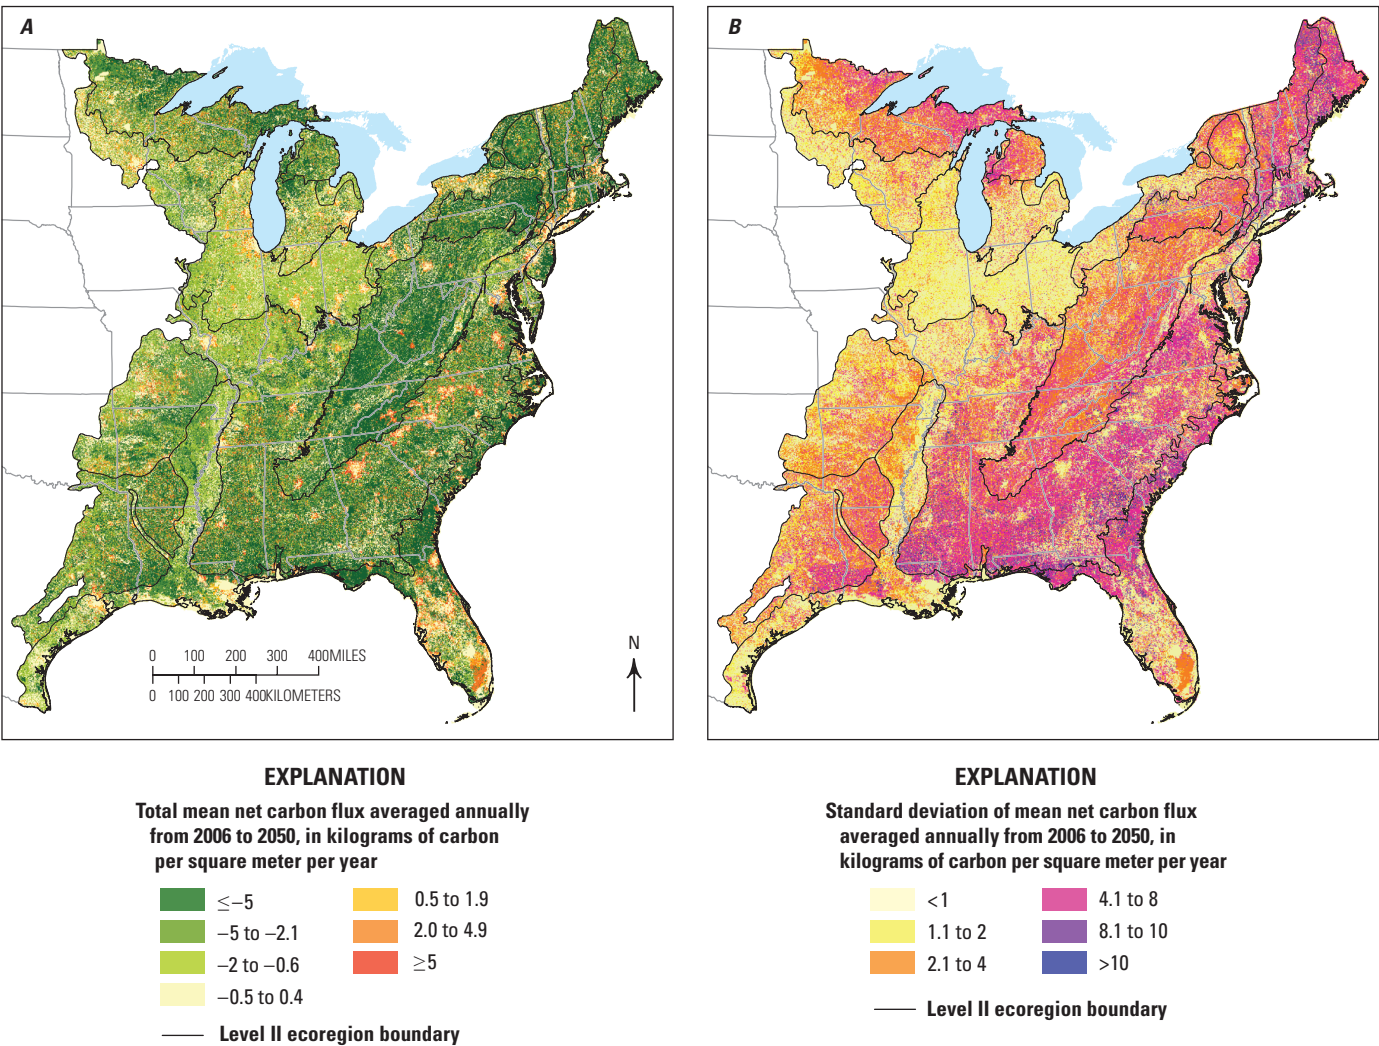 A
B
N
0 100 200 300 400MILES
0 100 200 300 400KILOMETERS
EXPLANATION
Total mean net carbon flux averaged annually
from 2006 to 2050, in kilograms of carbon
per square meter per year
≤−5
−5 to −2.1
−2 to −0.6
−0.5 to 0.4
0.5 to 1.9
2.0 to 4.9
≥5
Level II ecoregion boundary
EXPLANATION
Standard deviation of mean net carbon flux
averaged annually from 2006 to 2050, in
kilograms of carbon per square meter per year
<1
1.1 to 2
2.1 to 4
4.1 to 8
8.1 to 10
>10
Level II ecoregion boundary